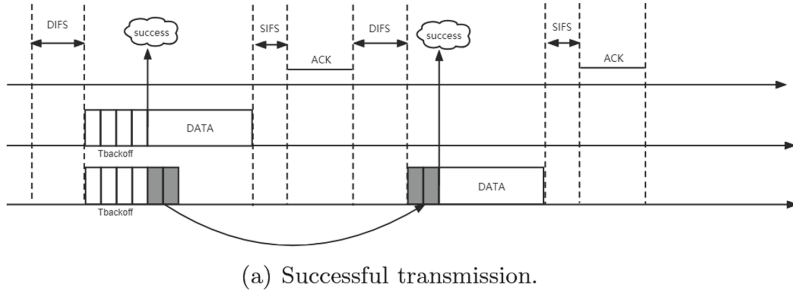 DIFS
success
SIFS
ACK
DIFS
success
SIFS
ACK
DATA
Tbackoff
Tbackoff
DATA
(a) Successful transmission.